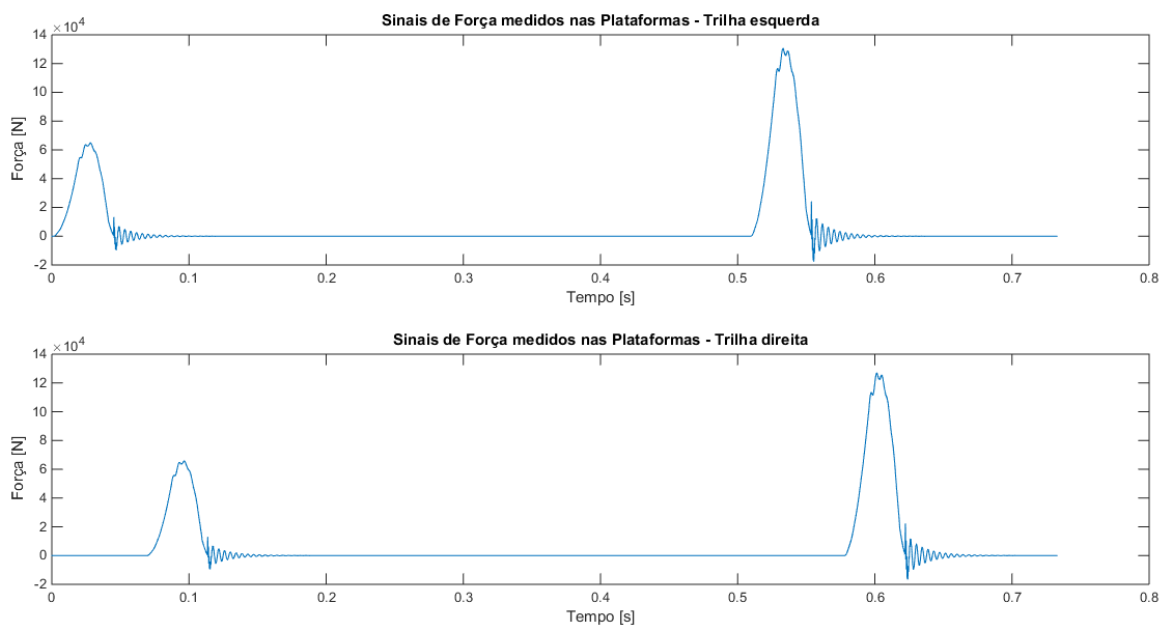 Sinais de Força medidos nas Plataformas - Trilha esquerda
×10⁴
14
12
10
8
6
4
2
0
-2
Força [N]
0 0.1 0.2 0.3 0.4 0.5 0.6 0.7 0.8
Tempo [s]
Sinais de Força medidos nas Plataformas - Trilha direita
×10⁴
14
12
10
8
6
4
2
0
-2
Força [N]
0 0.1 0.2 0.3 0.4 0.5 0.6 0.7 0.8
Tempo [s]